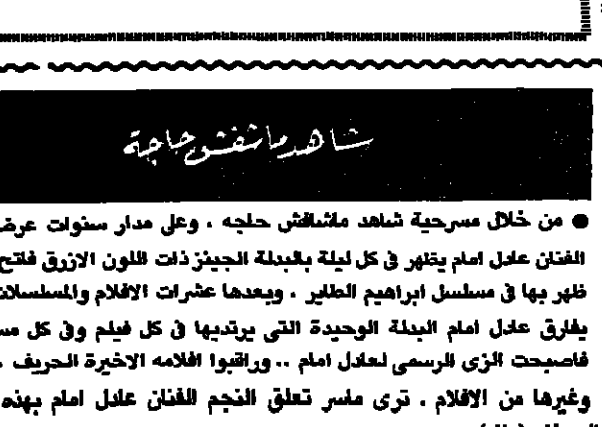 شاهد ماشفش حاجة
● من خلال مسرحية شاهد ماشافش حاجه ، وعلى مدار سنوات عرض
الفنان عادل امام يظهر فى كل ليلة بالبدلة الجينز ذات اللون الازرق فاتح
ظهر بها فى مسلسل ابراهيم الطاير ، وبعدها عشرات الافلام والمسلسلات
يفارق عادل امام البدلة الوحيدة التى يرتديها فى كل فيلم وفى كل مس
فاصبحت الزى الرسمى لعادل امام .. وراقبوا افلامه الاخيرة الحريف ،
وغيرها من الافلام . ترى ماسر تعلق النجم الفنان عادل امام بهذه